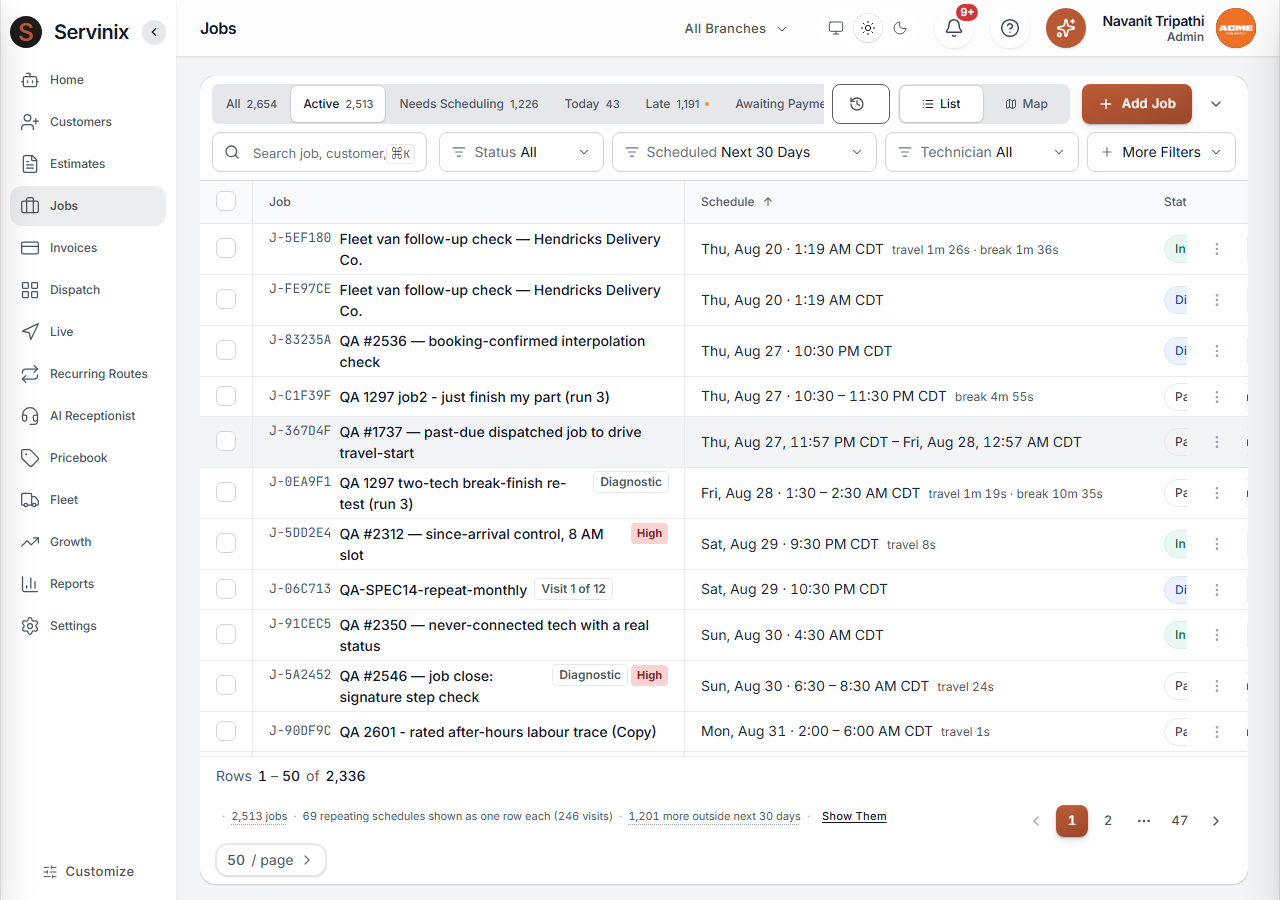 Servinix
Home
Customers
Estimates
Jobs
Invoices
Dispatch
Live
Recurring Routes
AI Receptionist
Pricebook
Fleet
Growth
Reports
Settings
Customize
Jobs
All Branches
9+
Navanit Tripathi
Admin
ACME
All 2,654
Active 2,513
Needs Scheduling 1,226
Today 43
Late 1,191
Awaiting Payme
List
Map
Add Job
Search job, customer, ⌘K
Status All
Scheduled Next 30 Days
Technician All
More Filters
Job
Schedule
Stat
J-5EF180 Fleet van follow-up check — Hendricks Delivery
Co.
Thu, Aug 20 · 1:19 AM CDT travel 1m 26s · break 1m 36s
In
J-FE97CE Fleet van follow-up check — Hendricks Delivery
Co.
Thu, Aug 20 · 1:19 AM CDT
Di
J-83235A QA #2536 — booking-confirmed interpolation
check
Thu, Aug 27 · 10:30 PM CDT
Di
J-C1F39F QA 1297 job2 - just finish my part (run 3)
Thu, Aug 27 · 10:30 – 11:30 PM CDT break 4m 55s
Pa
J-367D4F QA #1737 — past-due dispatched job to drive
travel-start
Thu, Aug 27, 11:57 PM CDT – Fri, Aug 28, 12:57 AM CDT
Pa
J-0EA9F1 QA 1297 two-tech break-finish re-
test (run 3)
Diagnostic
Fri, Aug 28 · 1:30 – 2:30 AM CDT travel 1m 19s · break 10m 35s
Pa
J-5DD2E4 QA #2312 — since-arrival control, 8 AM
slot
High
Sat, Aug 29 · 9:30 PM CDT travel 8s
In
J-06C713 QA-SPEC14-repeat-monthly Visit 1 of 12
Sat, Aug 29 · 10:30 PM CDT
Di
J-91CEC5 QA #2350 — never-connected tech with a real
status
Sun, Aug 30 · 4:30 AM CDT
In
J-5A2452 QA #2546 — job close:
signature step check
Diagnostic High
Sun, Aug 30 · 6:30 – 8:30 AM CDT travel 24s
Pa
J-90DF9C QA 2601 - rated after-hours labour trace (Copy)
Mon, Aug 31 · 2:00 – 6:00 AM CDT travel 1s
Pa
Rows 1 – 50 of 2,336
· 2,513 jobs · 69 repeating schedules shown as one row each (246 visits) · 1,201 more outside next 30 days · Show Them
1 2 ••• 47
50 / page